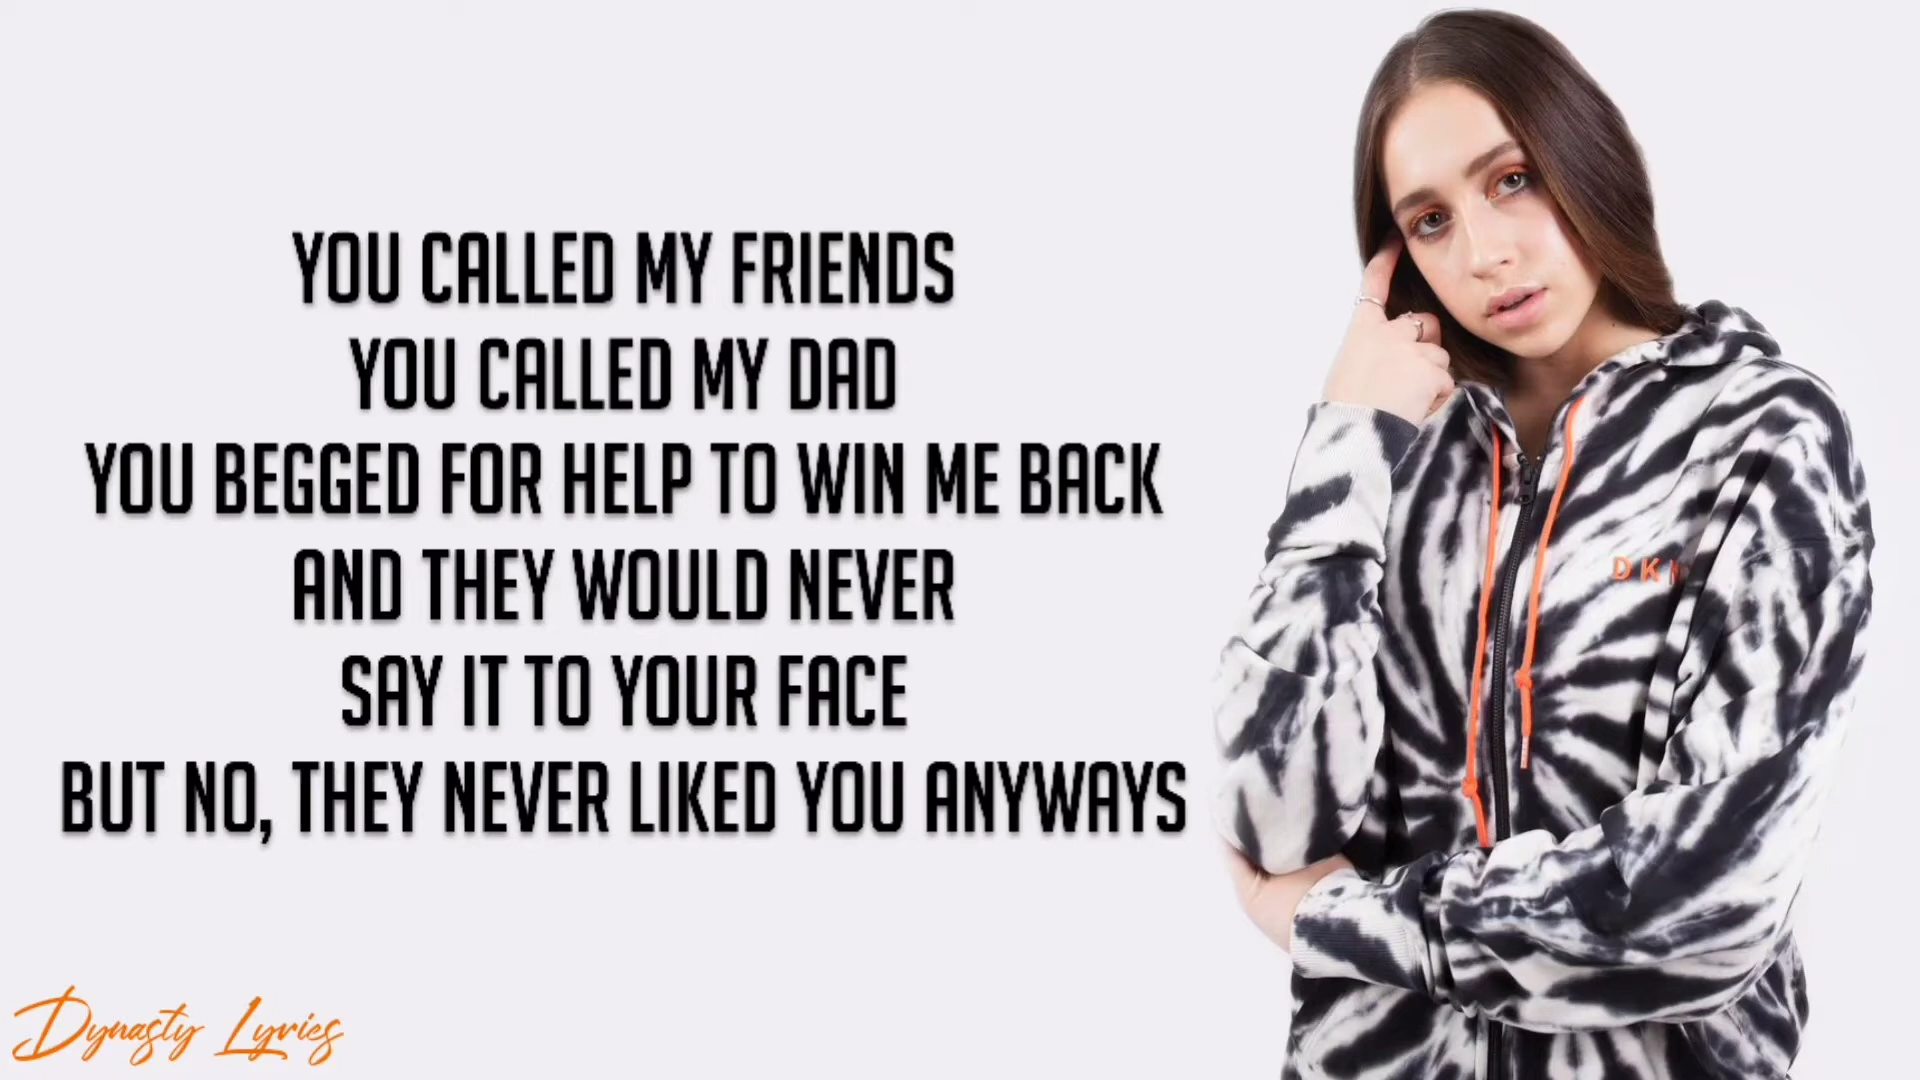 YOU CALLED MY FRIENDS
YOU CALLED MY DAD
YOU BEGGED FOR HELP TO WIN ME BACK
AND THEY WOULD NEVER
SAY IT TO YOUR FACE
BUT NO, THEY NEVER LIKED YOU ANYWAYS
DKN
Dynasty Lyrics